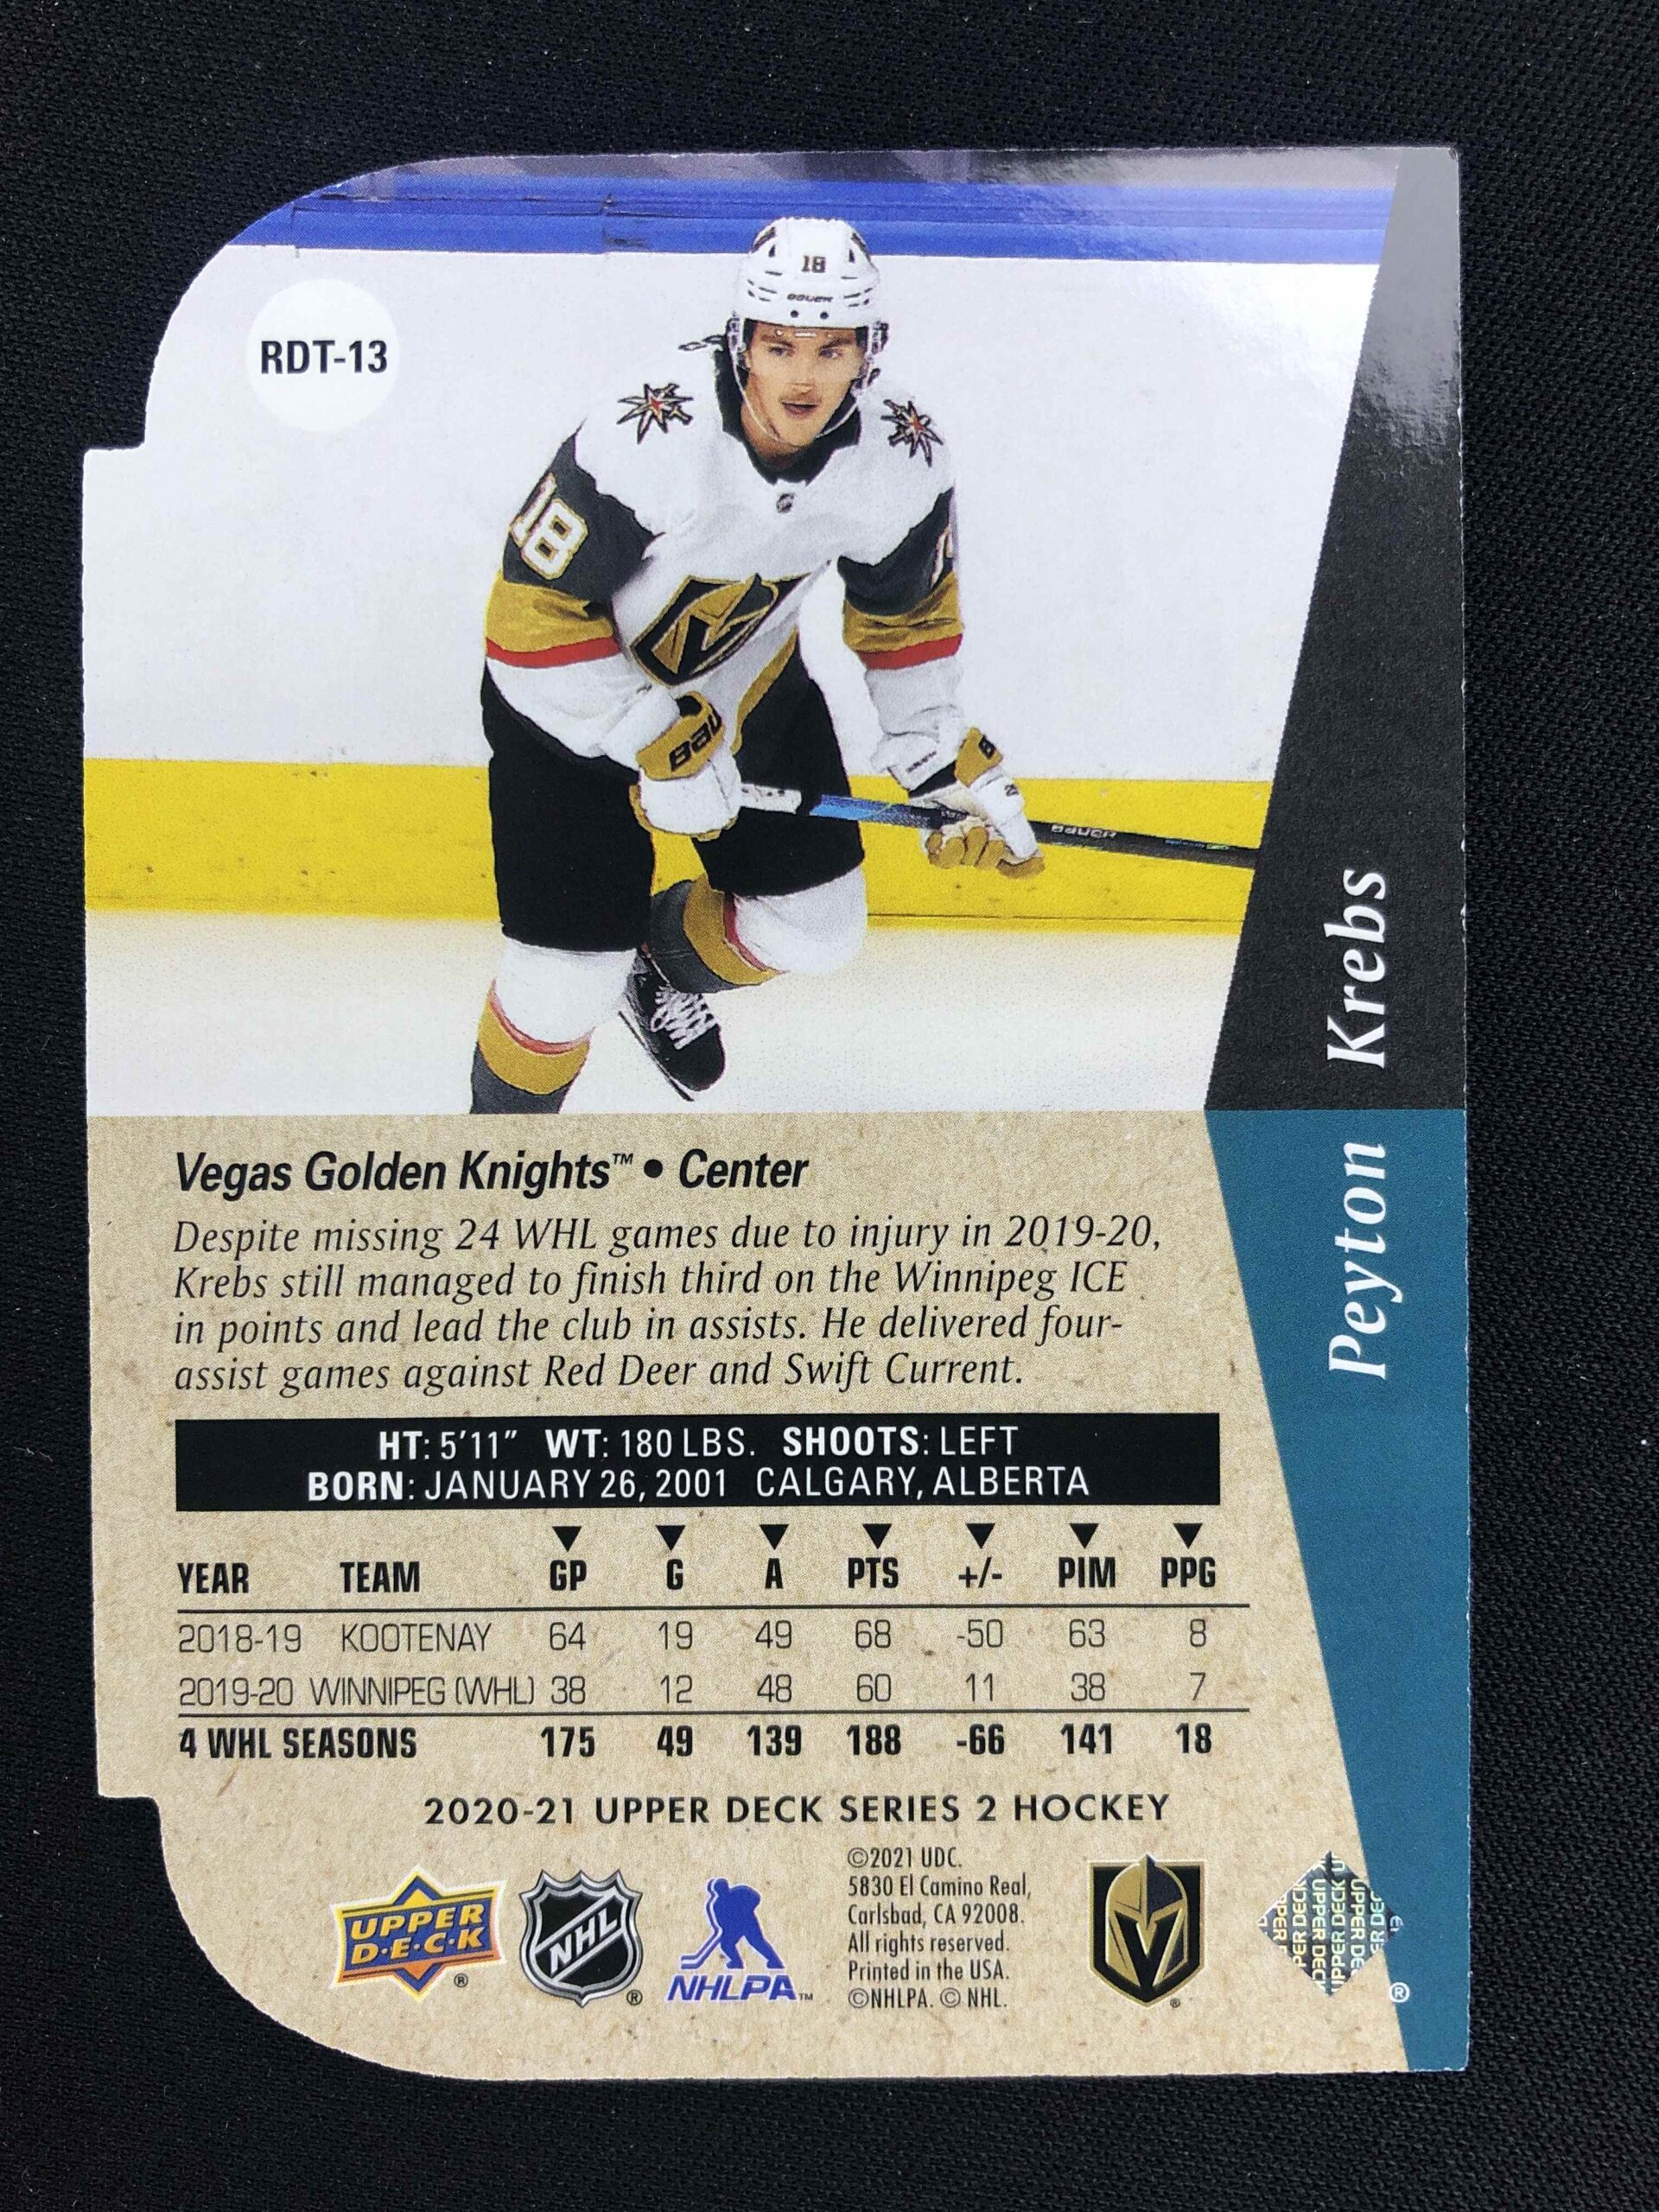 RDT-13
18
BAUER
18
BAUER
Peyton Krebs
Vegas Golden Knights™ • Center
Despite missing 24 WHL games due to injury in 2019-20,
Krebs still managed to finish third on the Winnipeg ICE
in points and lead the club in assists. He delivered four-
assist games against Red Deer and Swift Current.
HT: 5'11" WT: 180 LBS. SHOOTS: LEFT
BORN: JANUARY 26, 2001 CALGARY, ALBERTA
YEAR TEAM GP G A PTS +/- PIM PPG
2018-19 KOOTENAY 64 19 49 68 -50 63 8
2019-20 WINNIPEG (WHL) 38 12 48 60 11 38 7
4 WHL SEASONS 175 49 139 188 -66 141 18
2020-21 UPPER DECK SERIES 2 HOCKEY
UPPER
D•E•C•K
®
NHL
®
NHLPA™
©2021 UDC.
5830 El Camino Real,
Carlsbad, CA 92008.
All rights reserved.
Printed in the USA.
©NHLPA. © NHL.
®
UPPER DECK
®